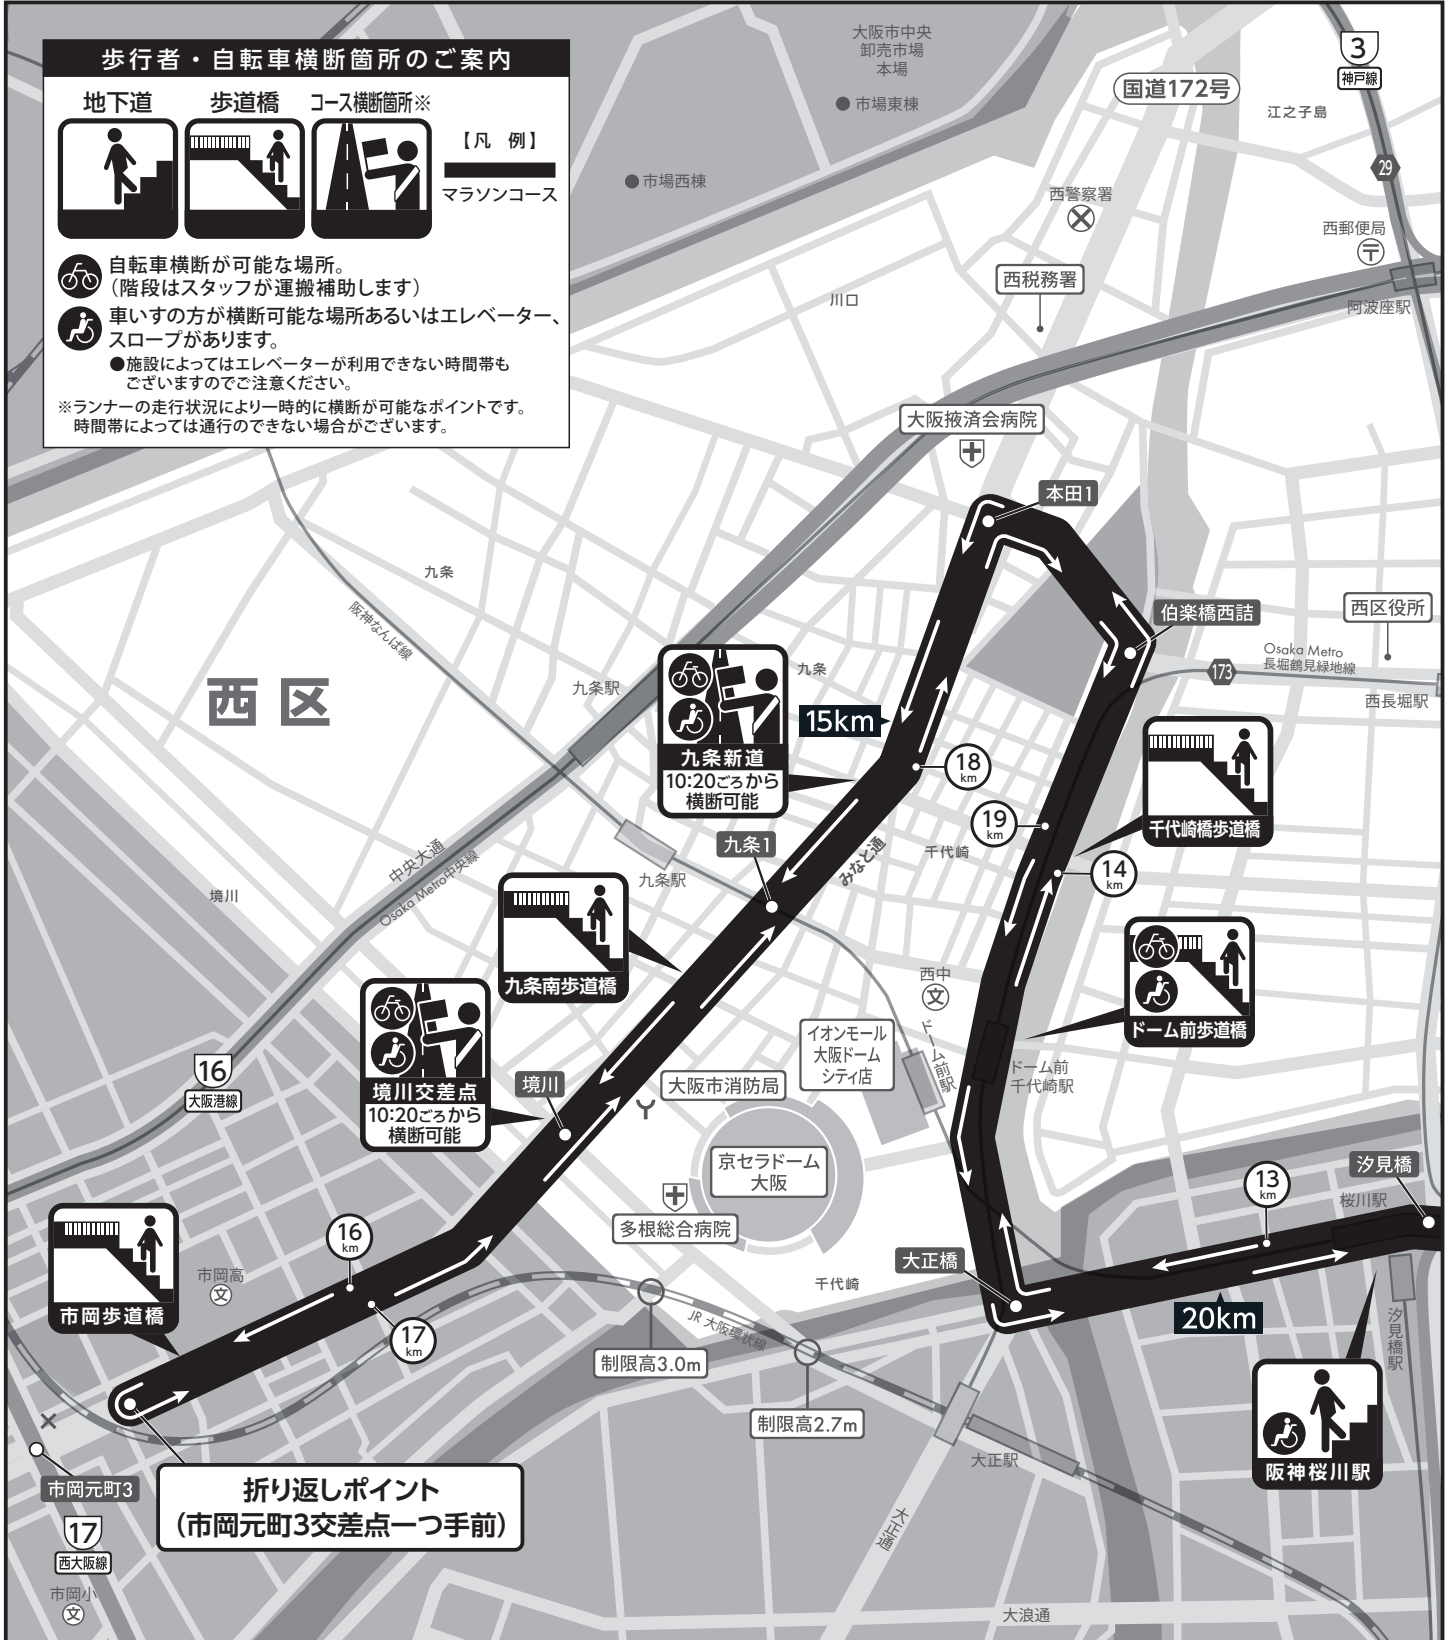 歩行者・自転車横断箇所のご案内
地下道
歩道橋
コース横断箇所※
【凡 例】
マラソンコース
自転車横断が可能な場所。
(階段はスタッフが運搬補助します)
車いすの方が横断可能な場所あるいはエレベーター、
スロープがあります。
●施設によってはエレベーターが利用できない時間帯も
ございますのでご注意ください。
※ランナーの走行状況により一時的に横断が可能なポイントです。
時間帯によっては通行のできない場合がございます。
大阪市中央
卸売市場
本場
市場東棟
市場西棟
国道172号
3
神戸線
江之子島
29
西警察署
西郵便局
西税務署
川口
阿波座駅
大阪掖済会病院
本田1
九条
阪神なんば線
伯楽橋西詰
西区役所
Osaka Metro
長堀鶴見緑地線
173
西長堀駅
西区
九条駅
九条
15km
九条新道
10:20ごろから
横断可能
18
km
19
km
千代崎橋歩道橋
九条1
みなと通
千代崎
14
km
中央大通
Osaka Metro中央線
九条駅
境川
九条南歩道橋
西中
文
ドーム前歩道橋
境川交差点
10:20ごろから
横断可能
境川
大阪市消防局
イオンモール
大阪ドーム
シティ店
ドーム前駅
ドーム前
千代崎駅
16
大阪港線
京セラドーム
大阪
多根総合病院
13
km
桜川駅
汐見橋
16
km
17
km
市岡高
文
市岡歩道橋
大正橋
千代崎
JR 大阪環状線
制限高3.0m
制限高2.7m
20km
汐見橋駅
阪神桜川駅
大正駅
大正通
市岡元町3
折り返しポイント
(市岡元町3交差点一つ手前)
17
西大阪線
市岡小
文
大浪通